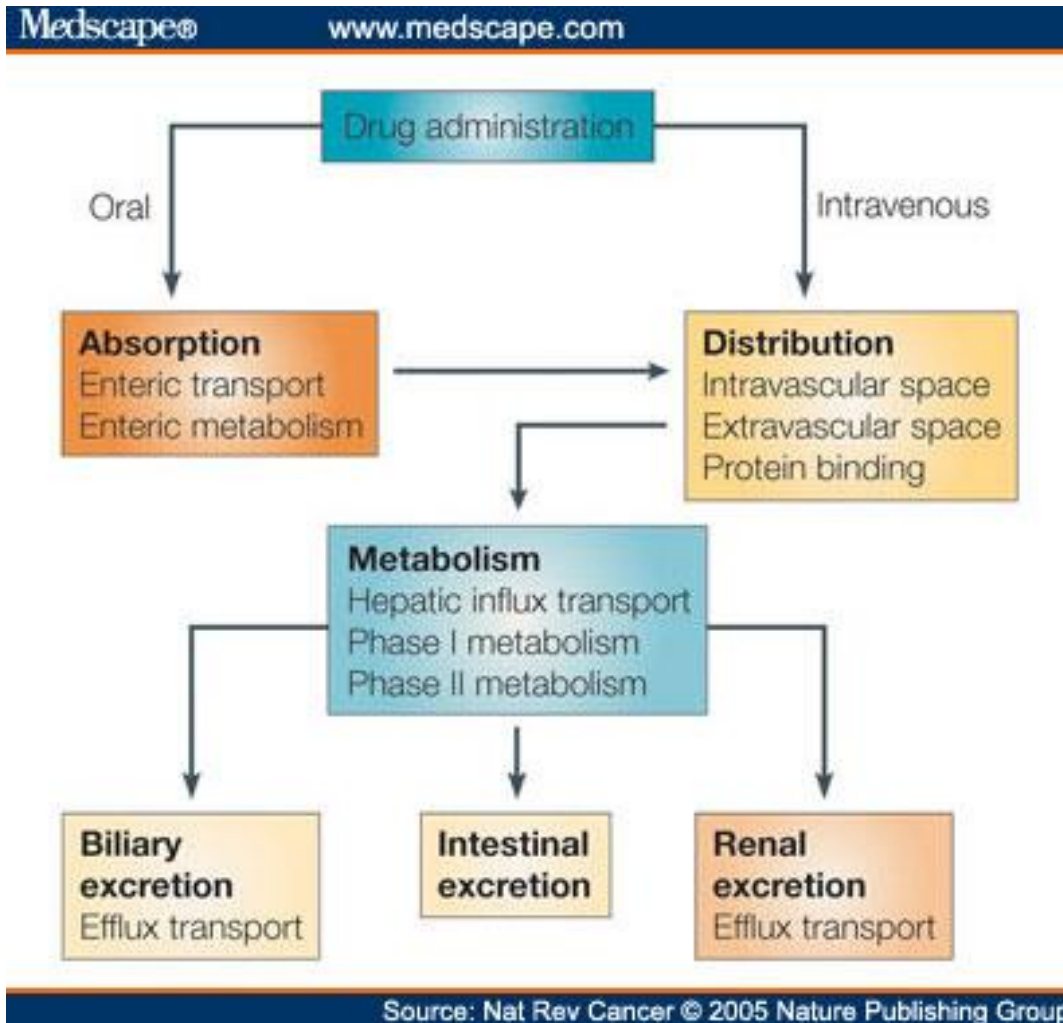 Medscape® www.medscape.com
Drug administration
Oral
Intravenous
Absorption
Enteric transport
Enteric metabolism
Distribution
Intravascular space
Extravascular space
Protein binding
Metabolism
Hepatic influx transport
Phase I metabolism
Phase II metabolism
Biliary
excretion
Efflux transport
Intestinal
excretion
Renal
excretion
Efflux transport
Source: Nat Rev Cancer © 2005 Nature Publishing Group